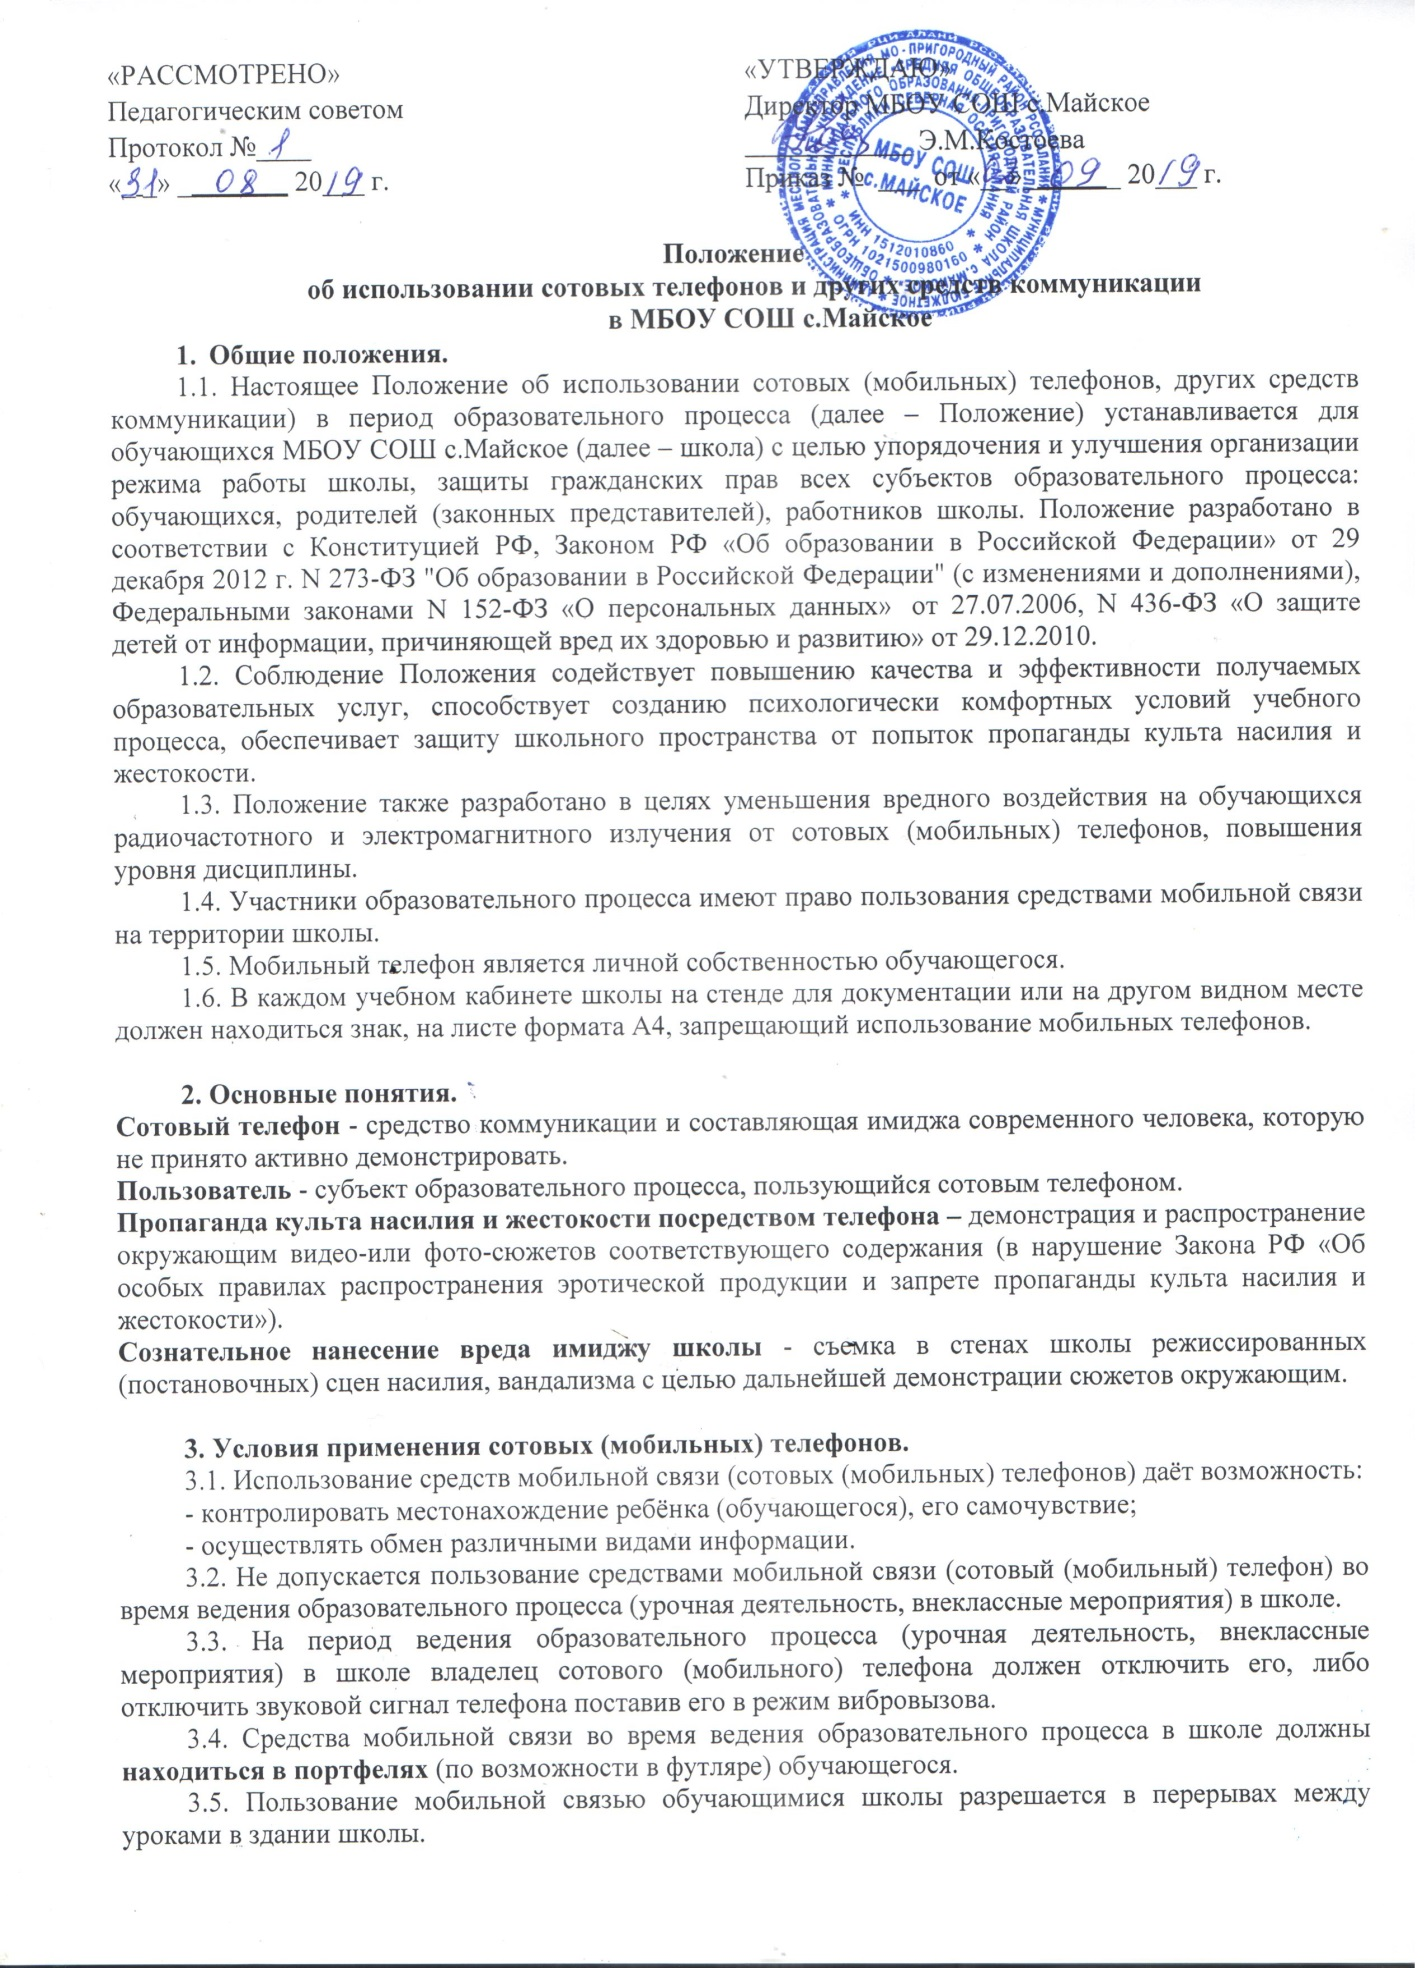 «РАССМОТРЕНО»
Педагогическим советом
Протокол № 1
«31» 08 2019 г.
«УТВЕРЖДАЮ»
Директор МБОУ СОШ с.Майское
Э.М.Костоева
Приказ № от « » 09 2019 г.
МБОУ СОШ
с.МАЙСКОЕ
ИНН 1512010860
ОГРН 1021500980160
Положение
об использовании сотовых телефонов и других средств коммуникации
в МБОУ СОШ с.Майское
1. Общие положения.
1.1. Настоящее Положение об использовании сотовых (мобильных) телефонов, других средств
коммуникации) в период образовательного процесса (далее – Положение) устанавливается для
обучающихся МБОУ СОШ с.Майское (далее – школа) с целью упорядочения и улучшения организации
режима работы школы, защиты гражданских прав всех субъектов образовательного процесса:
обучающихся, родителей (законных представителей), работников школы. Положение разработано в
соответствии с Конституцией РФ, Законом РФ «Об образовании в Российской Федерации» от 29
декабря 2012 г. N 273-ФЗ "Об образовании в Российской Федерации" (с изменениями и дополнениями),
Федеральными законами N 152-ФЗ «О персональных данных» от 27.07.2006, N 436-ФЗ «О защите
детей от информации, причиняющей вред их здоровью и развитию» от 29.12.2010.
1.2. Соблюдение Положения содействует повышению качества и эффективности получаемых
образовательных услуг, способствует созданию психологически комфортных условий учебного
процесса, обеспечивает защиту школьного пространства от попыток пропаганды культа насилия и
жестокости.
1.3. Положение также разработано в целях уменьшения вредного воздействия на обучающихся
радиочастотного и электромагнитного излучения от сотовых (мобильных) телефонов, повышения
уровня дисциплины.
1.4. Участники образовательного процесса имеют право пользования средствами мобильной связи
на территории школы.
1.5. Мобильный телефон является личной собственностью обучающегося.
1.6. В каждом учебном кабинете школы на стенде для документации или на другом видном месте
должен находиться знак, на листе формата А4, запрещающий использование мобильных телефонов.
2. Основные понятия.
Сотовый телефон - средство коммуникации и составляющая имиджа современного человека, которую
не принято активно демонстрировать.
Пользователь - субъект образовательного процесса, пользующийся сотовым телефоном.
Пропаганда культа насилия и жестокости посредством телефона – демонстрация и распространение
окружающим видео-или фото-сюжетов соответствующего содержания (в нарушение Закона РФ «Об
особых правилах распространения эротической продукции и запрете пропаганды культа насилия и
жестокости»).
Сознательное нанесение вреда имиджу школы - съемка в стенах школы режиссированных
(постановочных) сцен насилия, вандализма с целью дальнейшей демонстрации сюжетов окружающим.
3. Условия применения сотовых (мобильных) телефонов.
3.1. Использование средств мобильной связи (сотовых (мобильных) телефонов) даёт возможность:
- контролировать местонахождение ребёнка (обучающегося), его самочувствие;
- осуществлять обмен различными видами информации.
3.2. Не допускается пользование средствами мобильной связи (сотовый (мобильный) телефон) во
время ведения образовательного процесса (урочная деятельность, внеклассные мероприятия) в школе.
3.3. На период ведения образовательного процесса (урочная деятельность, внеклассные
мероприятия) в школе владелец сотового (мобильного) телефона должен отключить его, либо
отключить звуковой сигнал телефона поставив его в режим вибровызова.
3.4. Средства мобильной связи во время ведения образовательного процесса в школе должны
находиться в портфелях (по возможности в футляре) обучающегося.
3.5. Пользование мобильной связью обучающимися школы разрешается в перерывах между
уроками в здании школы.